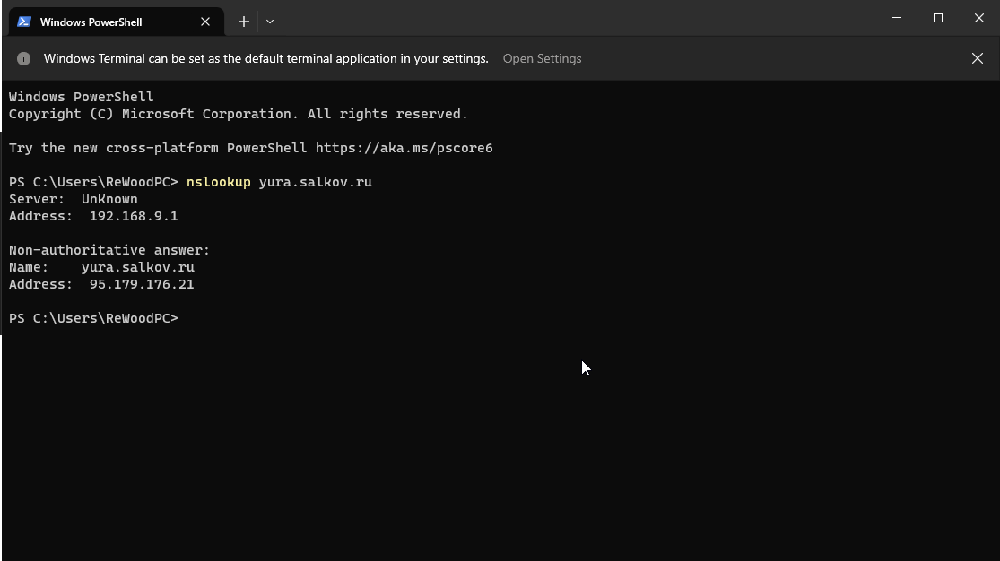 Windows PowerShell
Windows Terminal can be set as the default terminal application in your settings. Open Settings
Windows PowerShell
Copyright (C) Microsoft Corporation. All rights reserved.
Try the new cross-platform PowerShell https://aka.ms/pscore6
PS C:\Users\ReWoodPC> nslookup yura.salkov.ru
Server:  UnKnown
Address:  192.168.9.1
Non-authoritative answer:
Name:    yura.salkov.ru
Address:  95.179.176.21
PS C:\Users\ReWoodPC>